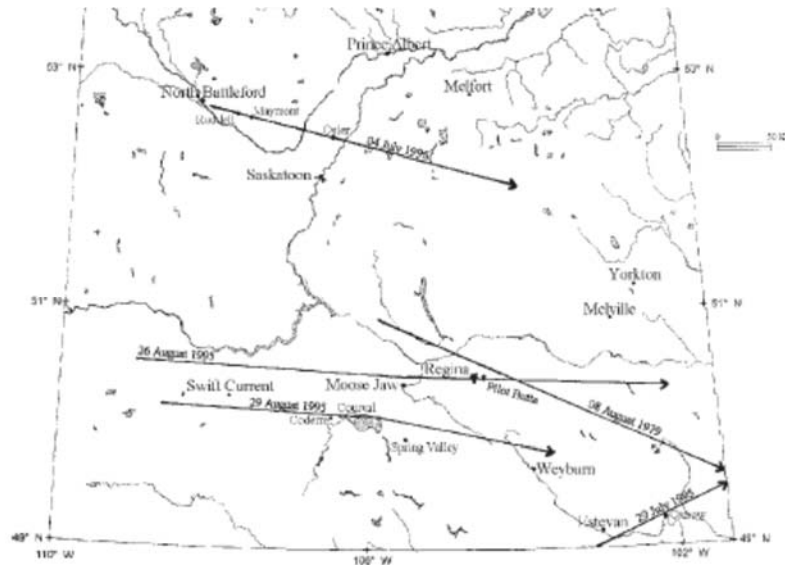 Prince Albert
53° N
53° N
North Battleford
Melfort
Maymont
Osler
04 July 1996
Saskatoon
Yorkton
51° N
Melville
51° N
26 August 1995
Regina
Swift Current
Moose Jaw
Pilot Butte
29 August 1995
Courval
08 August 1979
Coderre
Spring Valley
Weyburn
29 July 1995
Estevan
49° N
49° N
110° W
106° W
102° W